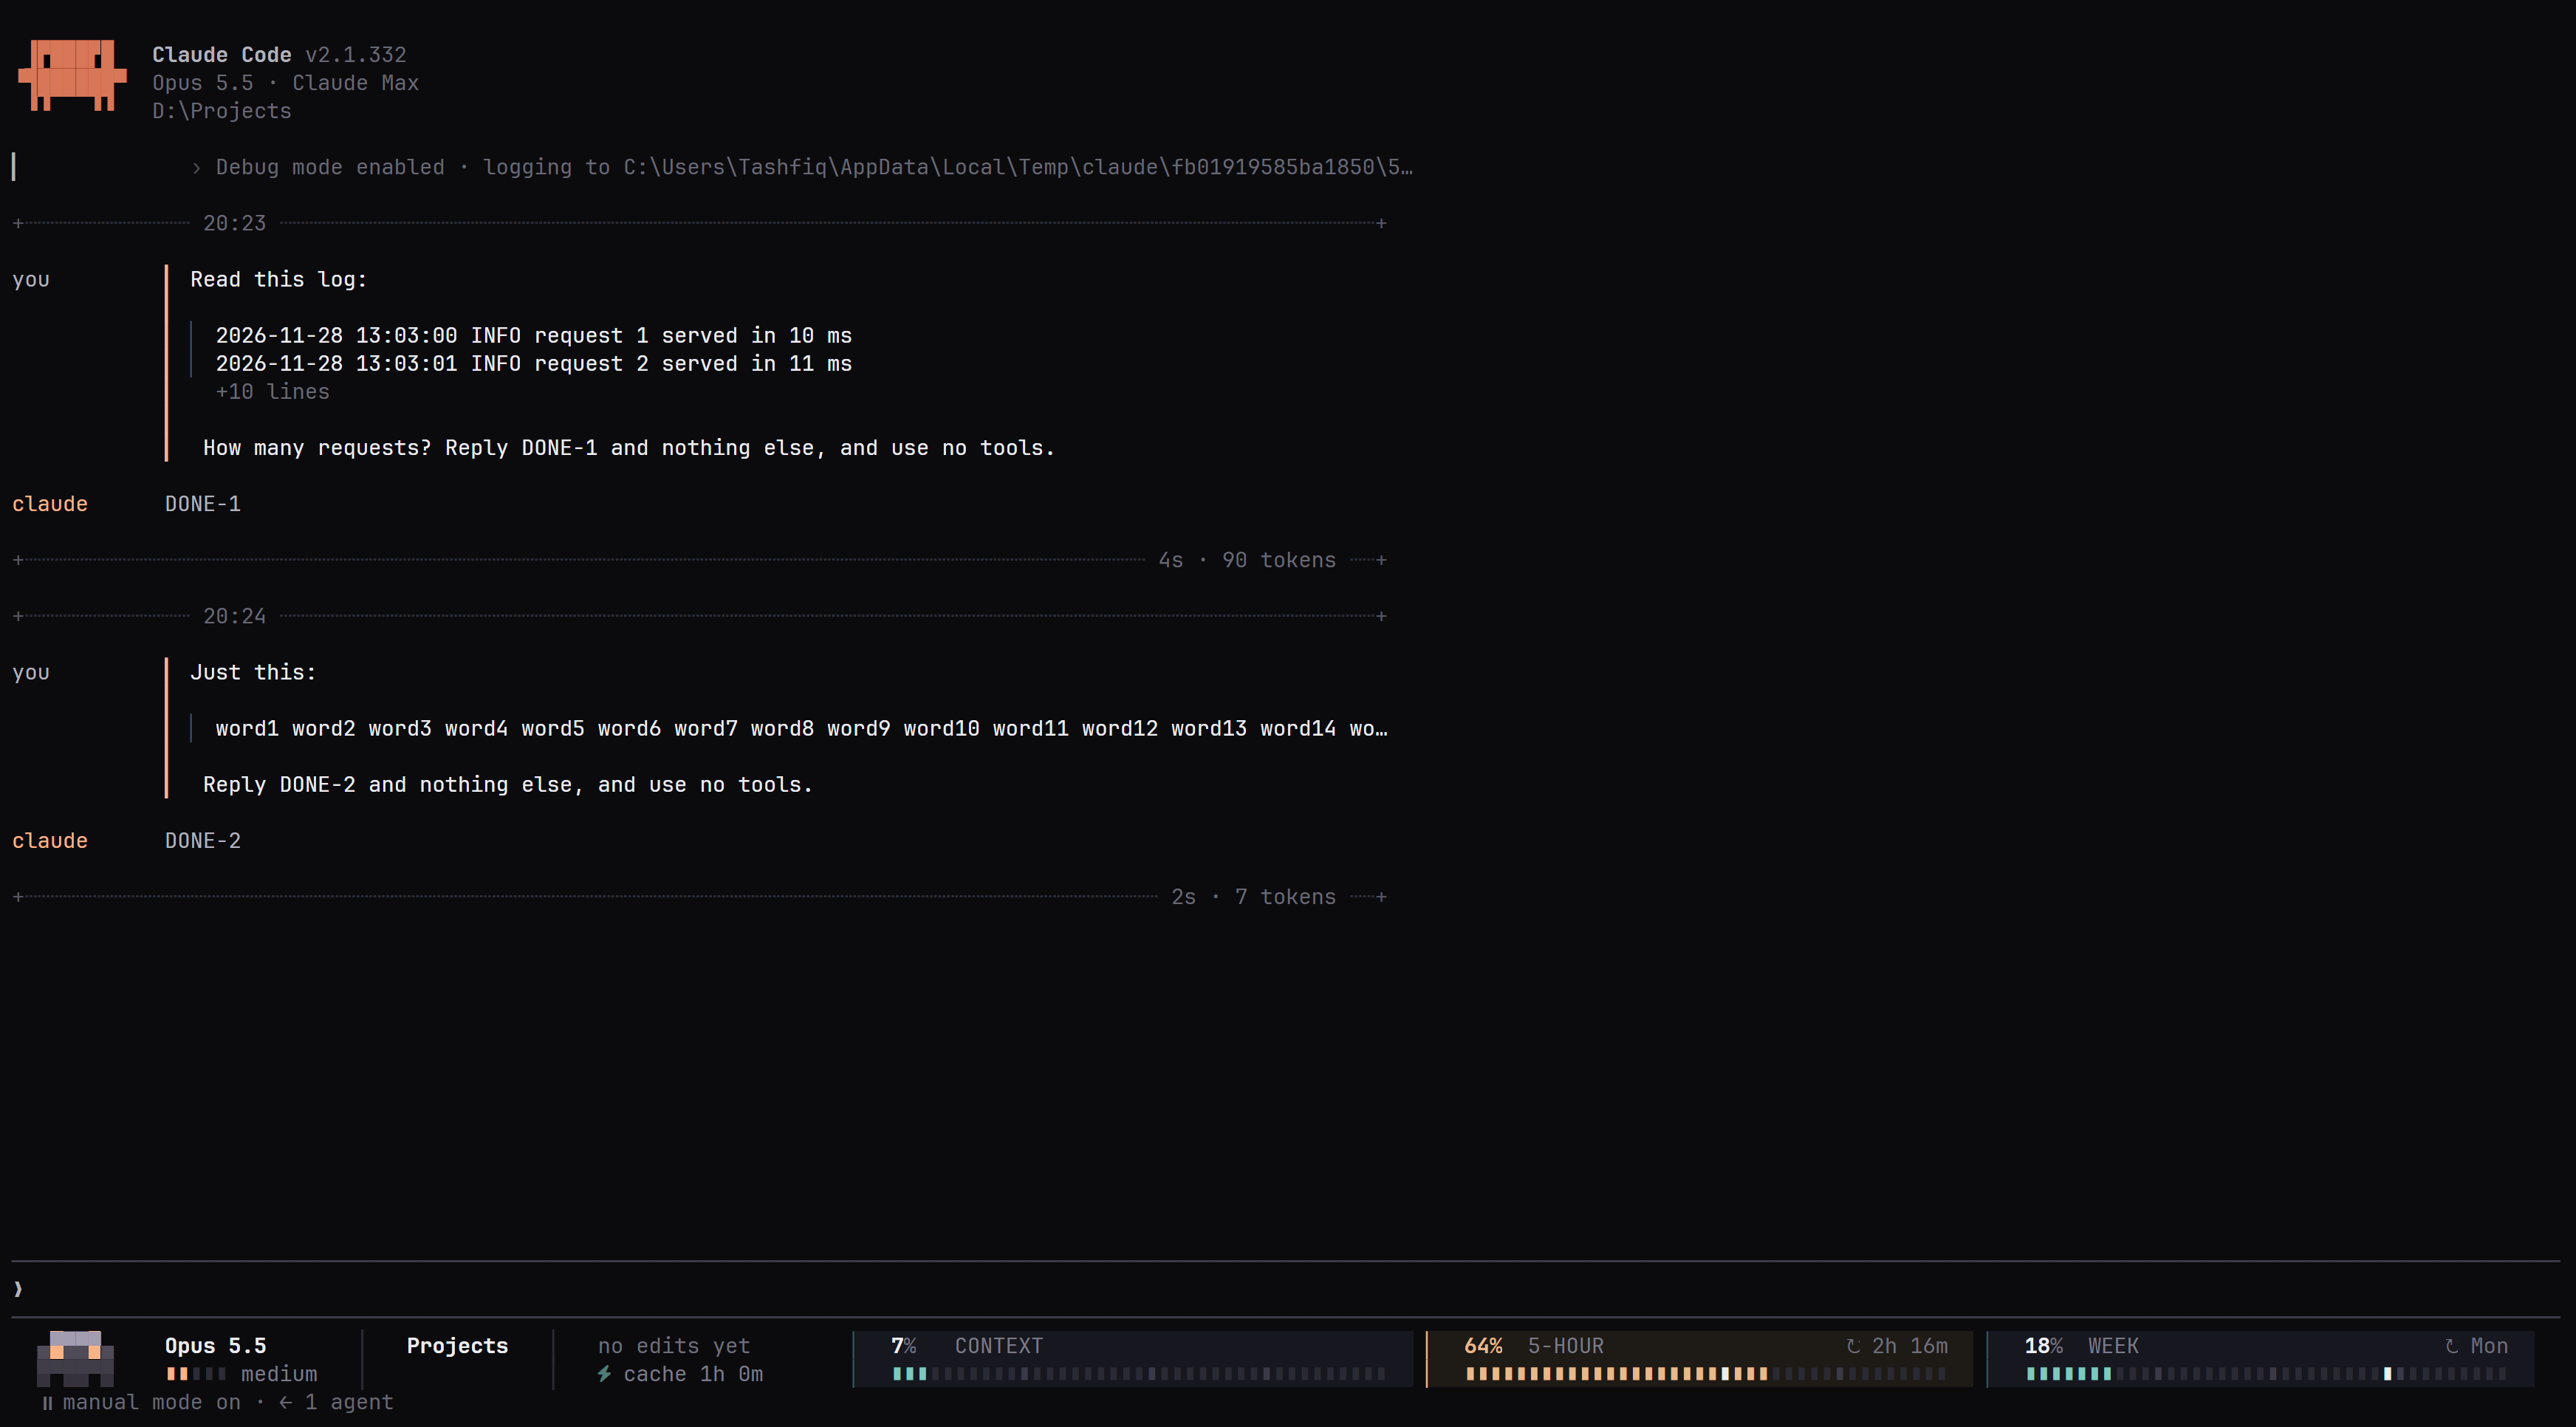 Claude Code v2.1.332
Opus 5.5 · Claude Max
D:\Projects
› Debug mode enabled · logging to C:\Users\Tashfiq\AppData\Local\Temp\claude\fb01919585ba1850\5…
20:23
you Read this log:
2026-11-28 13:03:00 INFO request 1 served in 10 ms
2026-11-28 13:03:01 INFO request 2 served in 11 ms
+10 lines
How many requests? Reply DONE-1 and nothing else, and use no tools.
claude DONE-1
4s · 90 tokens
20:24
you Just this:
word1 word2 word3 word4 word5 word6 word7 word8 word9 word10 word11 word12 word13 word14 wo…
Reply DONE-2 and nothing else, and use no tools.
claude DONE-2
2s · 7 tokens
❯
Opus 5.5 Projects no edits yet 7% CONTEXT 64% 5-HOUR ↻ 2h 16m 18% WEEK ↻ Mon
medium ⚡ cache 1h 0m
⏸ manual mode on · ← 1 agent